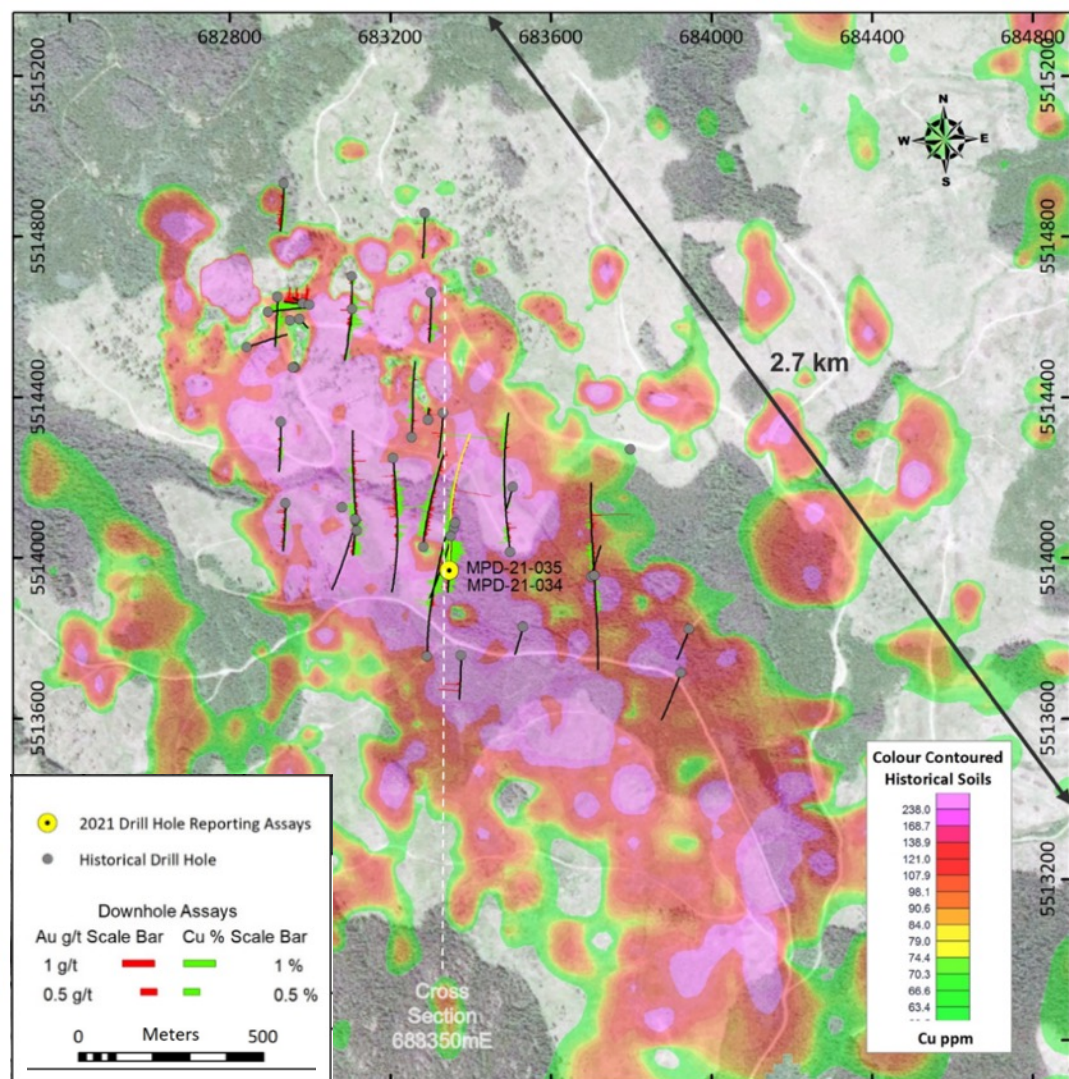 682800 683200 683600 684000 684400 684800
5515200
5515200
N
W E
S
5514800
5514800
5514400
5514400
2.7 km
5514000
5514000
MPD-21-035
MPD-21-034
5513600
5513600
5513200
Cross
Section
688350mE
2021 Drill Hole Reporting Assays
Historical Drill Hole
Downhole Assays
Au g/t Scale Bar Cu % Scale Bar
1 g/t 1 %
0.5 g/t 0.5 %
0 Meters 500
Colour Contoured
Historical Soils
238.0
168.7
138.9
121.0
107.9
98.1
90.6
84.0
79.0
74.4
70.3
66.6
63.4
Cu ppm